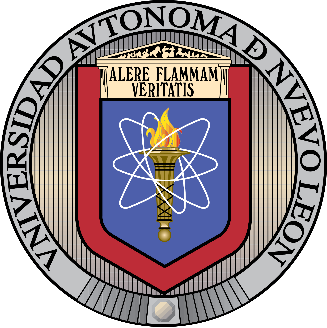 VNIVERSIDAD AVTONOMA Đ NVEVO LEON
ALERE FLAMMAM
VERITATIS